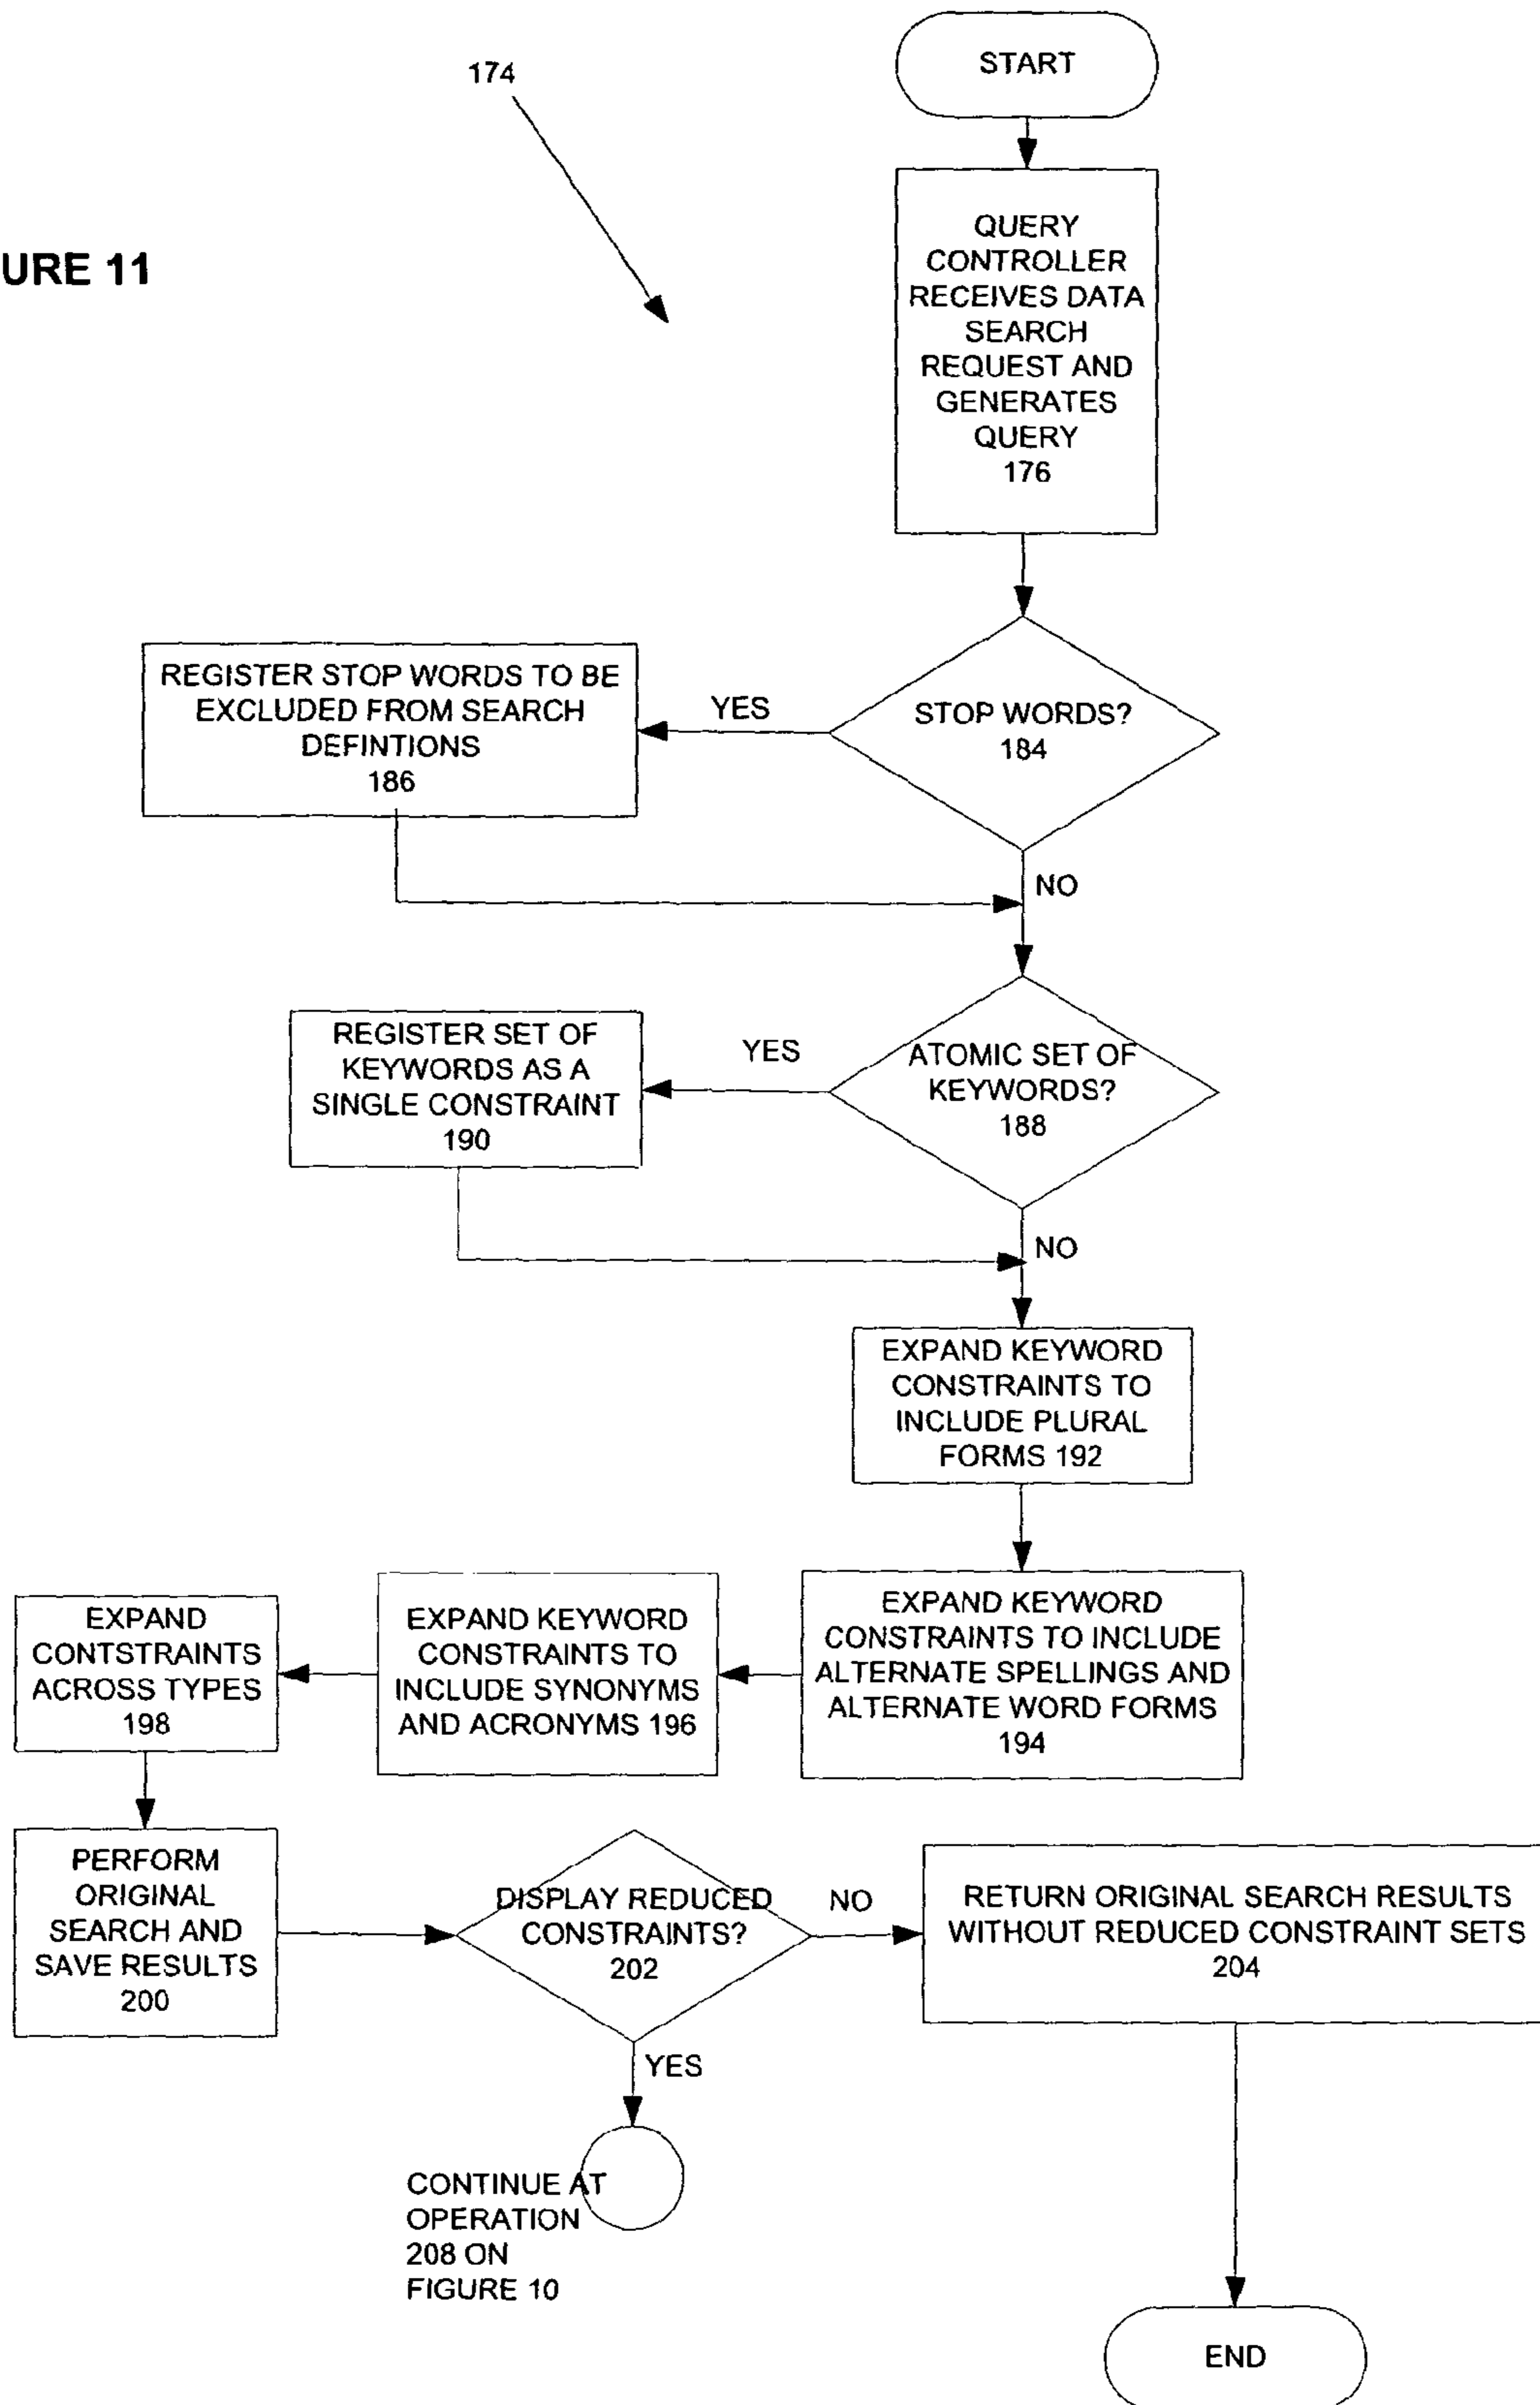 START
174
URE 11
QUERY
CONTROLLER
RECEIVES DATA
SEARCH
REQUEST AND
GENERATES
QUERY
176
STOP WORDS?
184
YES
REGISTER STOP WORDS TO BE
EXCLUDED FROM SEARCH
DEFINTIONS
186
NO
ATOMIC SET OF
KEYWORDS?
188
YES
REGISTER SET OF
KEYWORDS AS A
SINGLE CONSTRAINT
190
NO
EXPAND KEYWORD
CONSTRAINTS TO
INCLUDE PLURAL
FORMS 192
EXPAND KEYWORD
CONSTRAINTS TO INCLUDE
ALTERNATE SPELLINGS AND
ALTERNATE WORD FORMS
194
EXPAND KEYWORD
CONSTRAINTS TO
INCLUDE SYNONYMS
AND ACRONYMS 196
EXPAND
CONTSTRAINTS
ACROSS TYPES
198
PERFORM
ORIGINAL
SEARCH AND
SAVE RESULTS
200
DISPLAY REDUCED
CONSTRAINTS?
202
NO
RETURN ORIGINAL SEARCH RESULTS
WITHOUT REDUCED CONSTRAINT SETS
204
YES
CONTINUE AT
OPERATION
208 ON
FIGURE 10
END